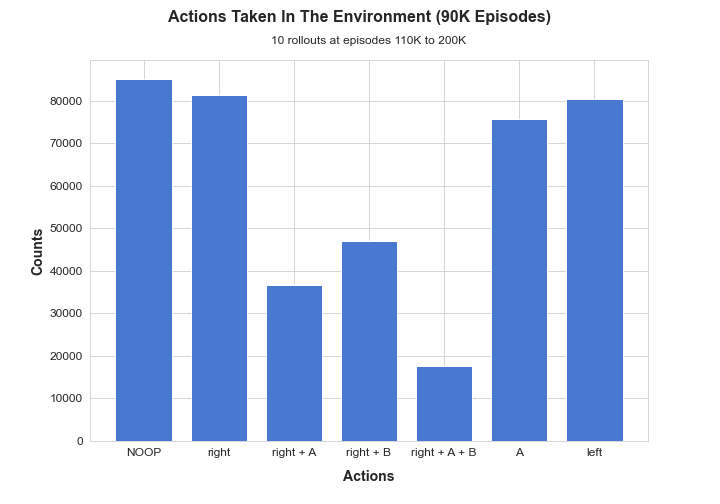 Actions Taken In The Environment (90K Episodes)
10 rollouts at episodes 110K to 200K
Counts
80000
70000
60000
50000
40000
30000
20000
10000
0
NOOP right right + A right + B right + A + B A left
Actions